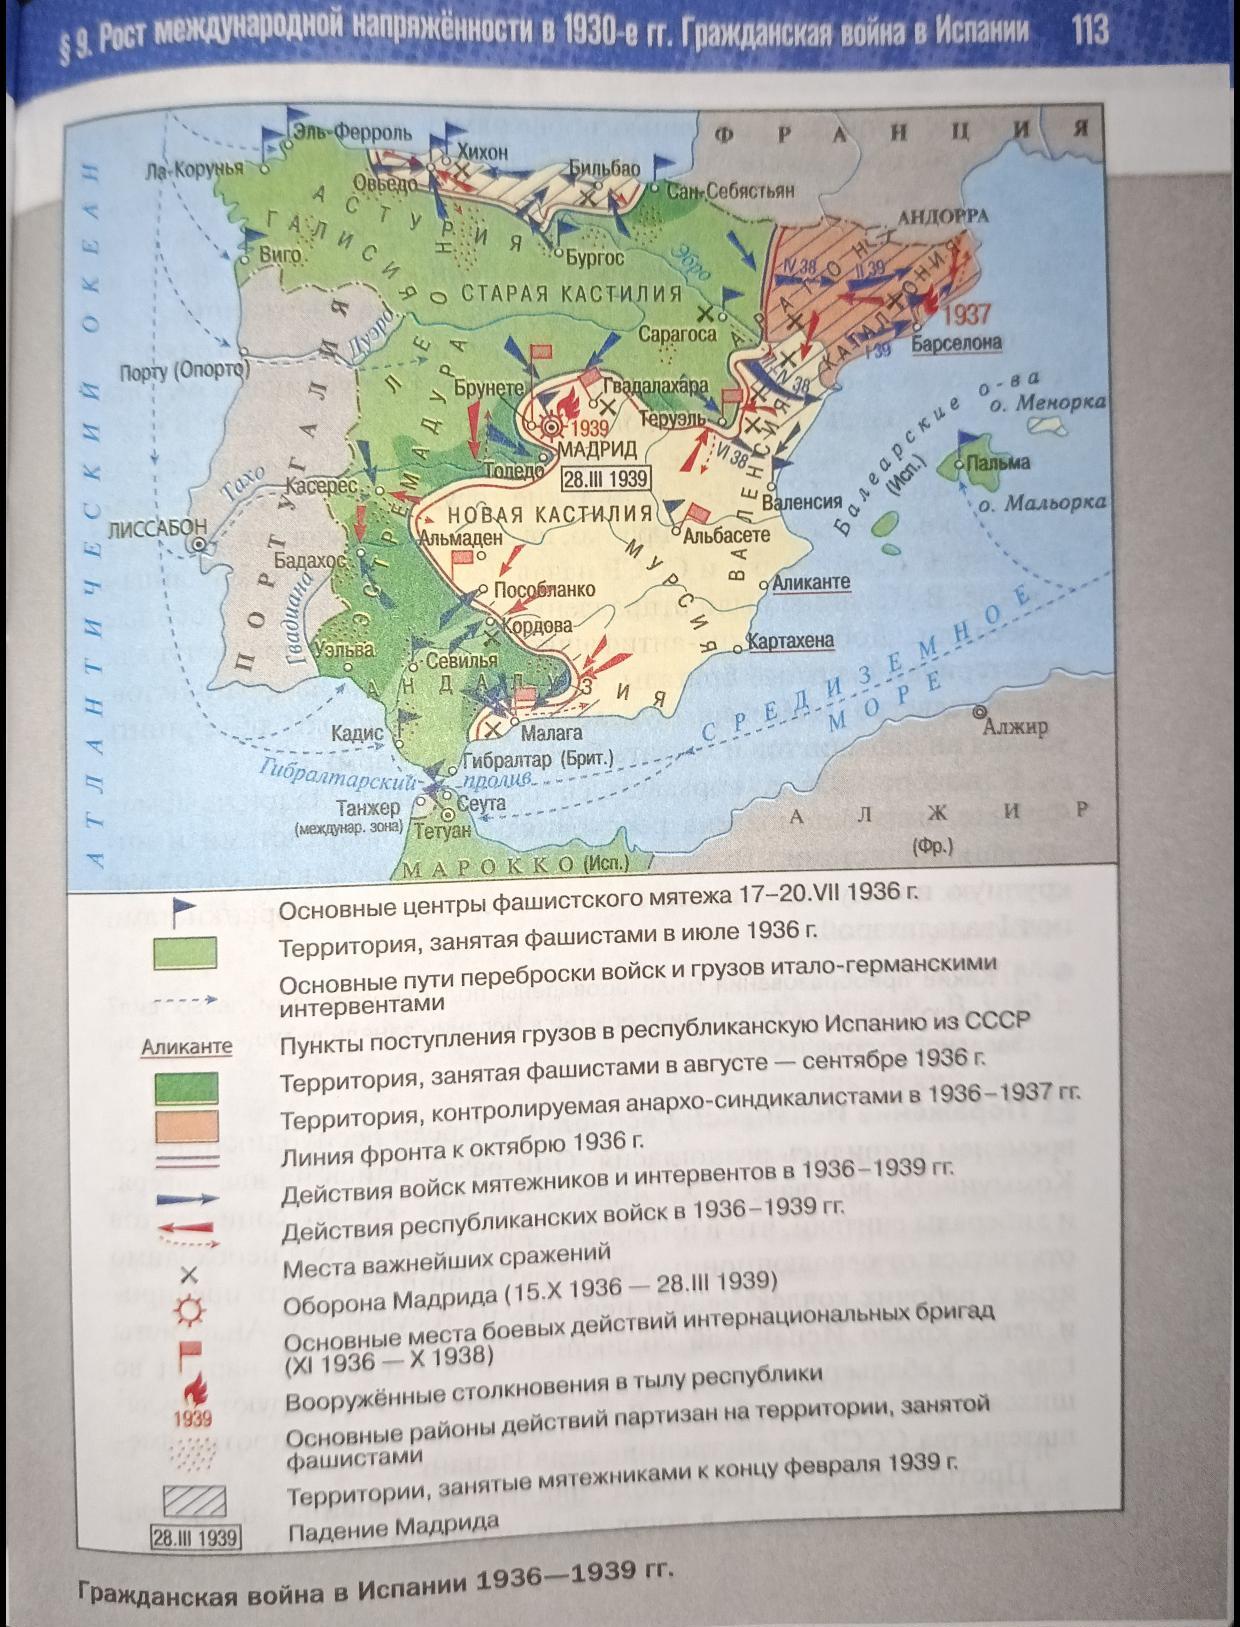 § 9. Рост международной напряжённости в 1930-е гг. Гражданская война в Испании 113
ФРАНЦИЯ
Эль-Ферроль
Хихон
Ла-Корунья
Бильбао
Овьедо
Сан-Себастьян
АСТУРИЯ
АНДОРРА
ГАЛИСИЯ
Виго
Бургос
Эбро
IV 38
II 39
АРАГОН
КАТАЛОНИЯ
СТАРАЯ КАСТИЛИЯ
ЛЕОН
Сарагоса
1937
Барселона
I 39
Дуэро
Порту (Опорто)
Брунете
Гвадалахара
III-IV 38
Балеарские о-ва
(Исп.)
о. Менорка
Теруэль
1939
МАДРИД
28.III 1939
VI 38
Толедо
Пальма
о. Мальорка
Тахо
Касерес
ЭСТРЕМАДУРА
Валенсия
ВАЛЕНСИЯ
НОВАЯ КАСТИЛИЯ
ЛИССАБОН
Альмаден
Альбасете
ПОРТУГАЛИЯ
Бадахос
МУРСИЯ
Пособланко
Аликанте
Гвадиана
Кордова
Картахена
Уэльва
Севилья
АНДАЛУЗИЯ
СРЕДИЗЕМНОЕ
МОРЕ
Кадис
Малага
Алжир
Гибралтар (Брит.)
Гибралтарский пролив
Танжер
(междунар. зона)
Сеута
Тетуан
АЛЖИР
(Фр.)
МАРОККО (Исп.)
АТЛАНТИЧЕСКИЙ ОКЕАН
Основные центры фашистского мятежа 17–20.VII 1936 г.
Территория, занятая фашистами в июле 1936 г.
Основные пути переброски войск и грузов итало-германскими
интервентами
Аликанте Пункты поступления грузов в республиканскую Испанию из СССР
Территория, занятая фашистами в августе — сентябре 1936 г.
Территория, контролируемая анархо-синдикалистами в 1936–1937 гг.
Линия фронта к октябрю 1936 г.
Действия войск мятежников и интервентов в 1936–1939 гг.
Действия республиканских войск в 1936–1939 гг.
Места важнейших сражений
Оборона Мадрида (15.X 1936 — 28.III 1939)
Основные места боевых действий интернациональных бригад
(XI 1936 — X 1938)
Вооружённые столкновения в тылу республики
1939
Основные районы действий партизан на территории, занятой
фашистами
Территории, занятые мятежниками к концу февраля 1939 г.
28.III 1939 Падение Мадрида
Гражданская война в Испании 1936—1939 гг.